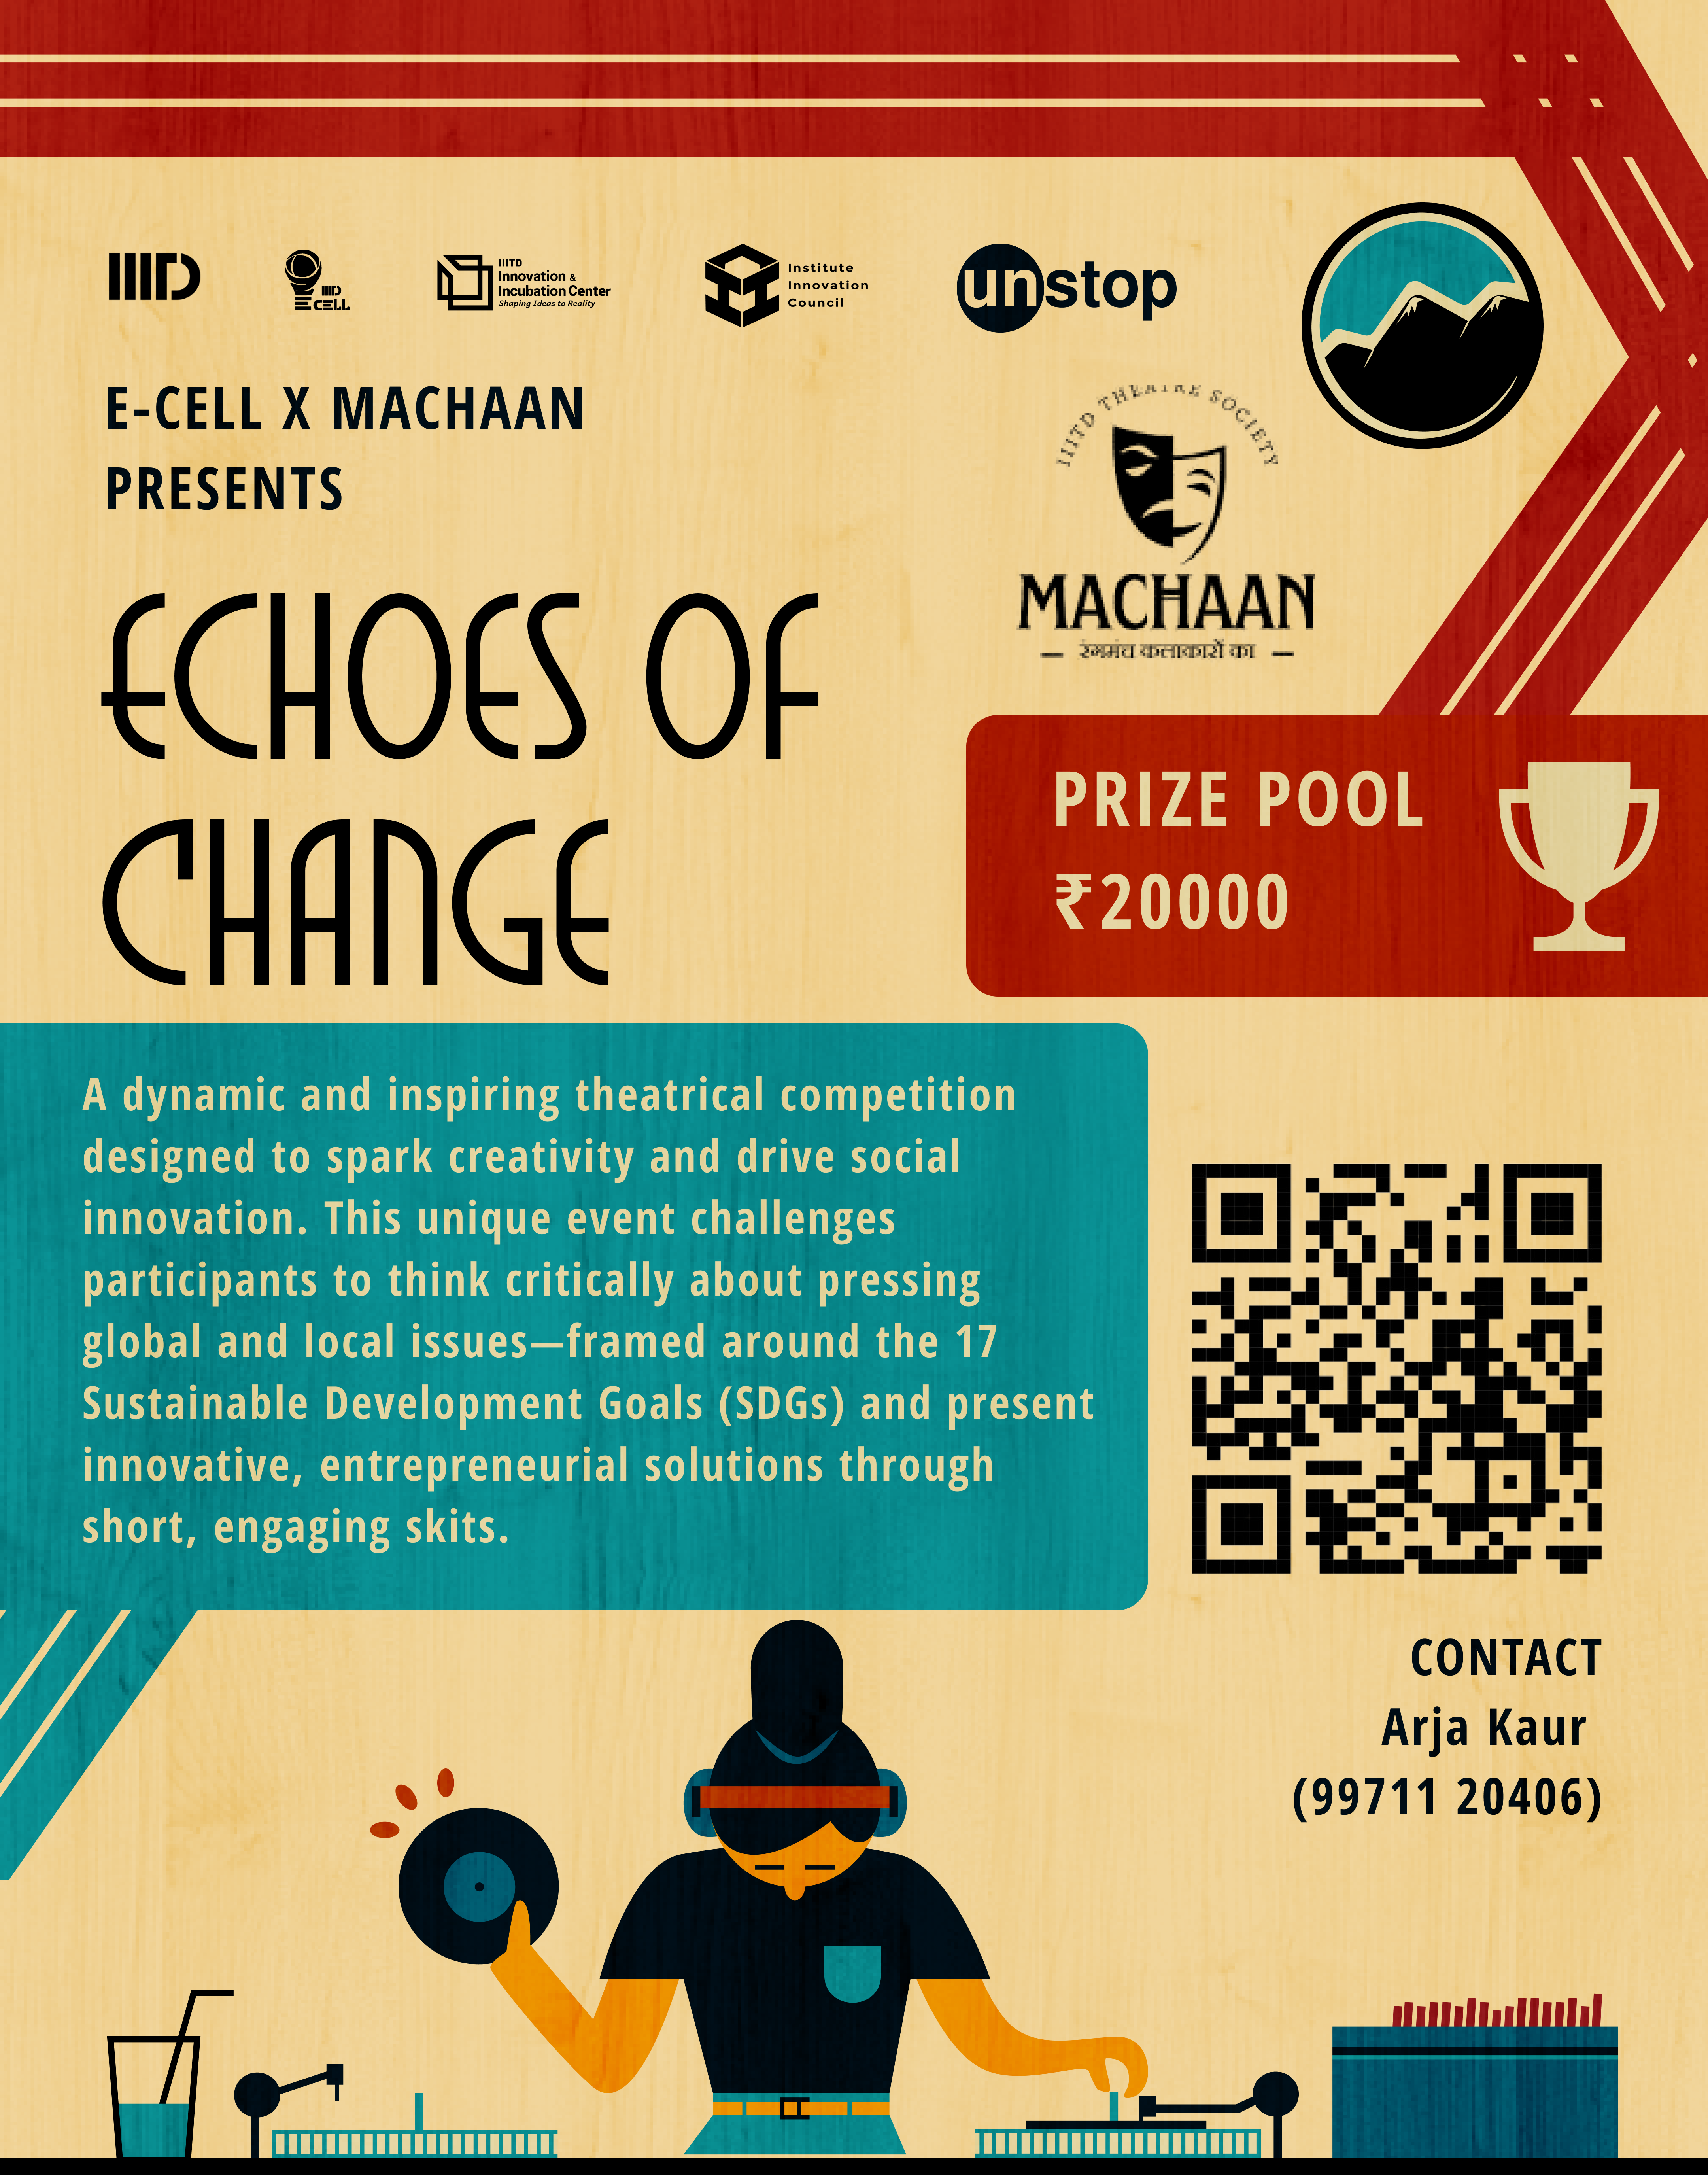 IIITD
IIID
CELL
IIITD
Innovation &
Incubation Center
Shaping Ideas to Reality
Institute
Innovation
Council
unstop
E-CELL X MACHAAN
PRESENTS
IIITD THEATRE SOCIETY
MACHAAN
— रंगमंच कलाकारों का —
ECHOES OF
CHANGE
PRIZE POOL
₹20000
A dynamic and inspiring theatrical competition
designed to spark creativity and drive social
innovation. This unique event challenges
participants to think critically about pressing
global and local issues—framed around the 17
Sustainable Development Goals (SDGs) and present
innovative, entrepreneurial solutions through
short, engaging skits.
CONTACT
Arja Kaur
(99711 20406)